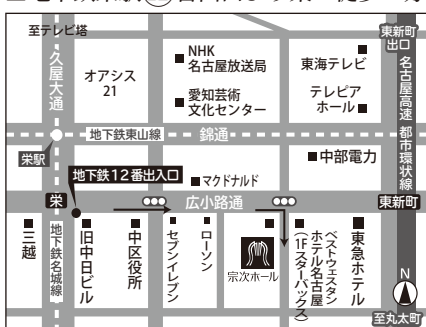 至テレビ塔
久屋大通
オアシス
21
NHK
名古屋放送局
愛知芸術
文化センター
東海テレビ
テレピア
ホール
東新町
出口
名古屋高速
都市環状線
地下鉄東山線
錦通
栄駅
中部電力
栄
地下鉄12番出入口
マクドナルド
広小路通
東新町
三越
地下鉄名城線
旧中日ビル
中区役所
セブンイレブン
ローソン
宗次ホール
ベストウェスタン
ホテル名古屋
(1Fスターバックス)
東急ホテル
N
至丸太町